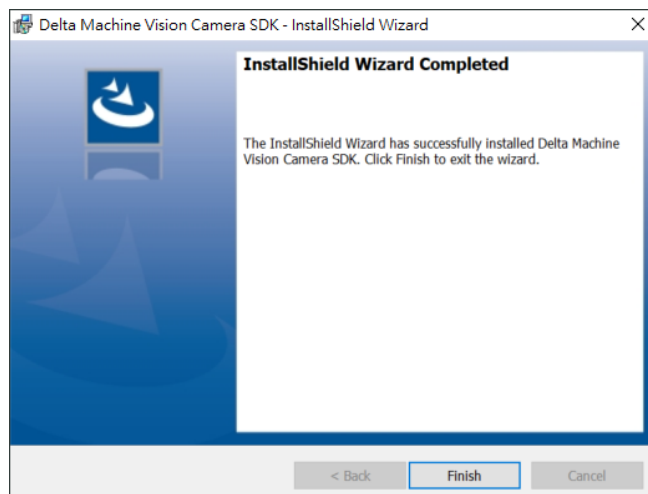 Delta Machine Vision Camera SDK - InstallShield Wizard
InstallShield Wizard Completed
The InstallShield Wizard has successfully installed Delta Machine
Vision Camera SDK. Click Finish to exit the wizard.
< Back Finish Cancel